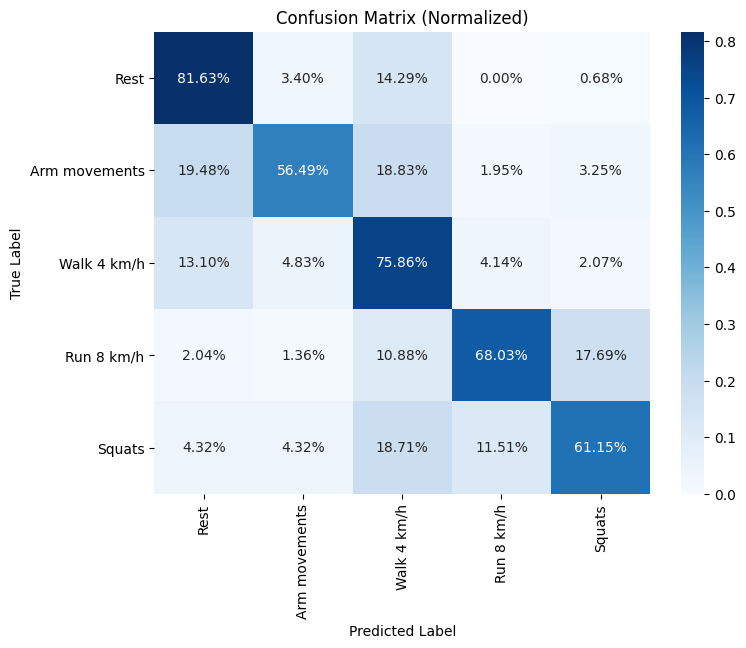 Confusion Matrix (Normalized)
True Label
Rest 81.63% 3.40% 14.29% 0.00% 0.68%
Arm movements 19.48% 56.49% 18.83% 1.95% 3.25%
Walk 4 km/h 13.10% 4.83% 75.86% 4.14% 2.07%
Run 8 km/h 2.04% 1.36% 10.88% 68.03% 17.69%
Squats 4.32% 4.32% 18.71% 11.51% 61.15%
Rest Arm movements Walk 4 km/h Run 8 km/h Squats
Predicted Label
0.8
0.7
0.6
0.5
0.4
0.3
0.2
0.1
0.0